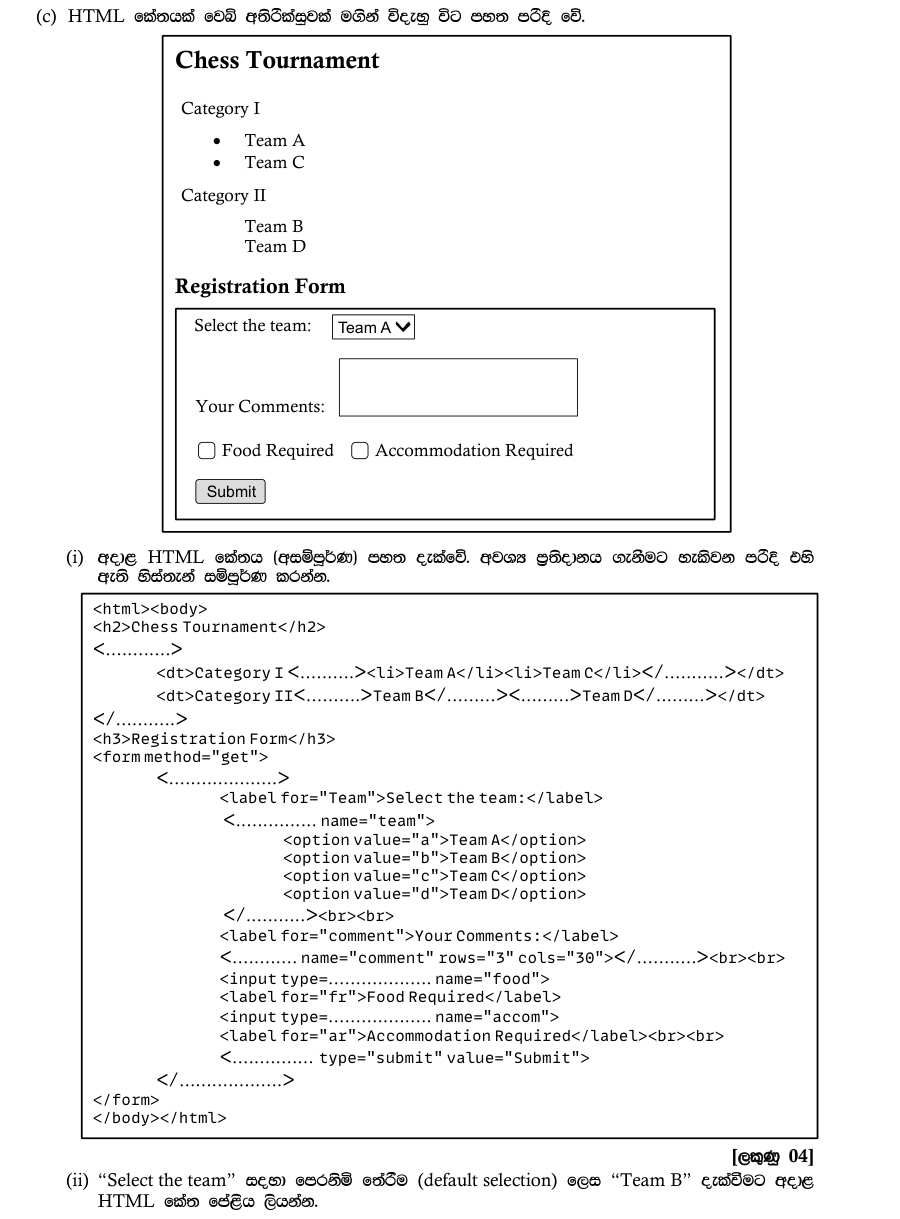 (c) HTML කේතයක් වෙබ් අතිරික්සුවක් මගින් විදැහූ විට පහත පරිදි වේ.
Chess Tournament
Category I
• Team A
• Team C
Category II
Team B
Team D
Registration Form
Select the team: Team A
Your Comments:
Food Required Accommodation Required
Submit
(i) අදාළ HTML කේතය (අසම්පූර්ණ) පහත දැක්වේ. අවශ්‍ය ප්‍රතිදානය ගැනීමට හැකිවන පරිදි එහි
ඇති හිස්තැන් සම්පූර්ණ කරන්න.
<html><body>
<h2>Chess Tournament</h2>
<............>
<dt>Category I <..........><li>Team A</li><li>Team C</li></...........></dt>
<dt>Category II<..........>Team B</.........><.........>Team D</.........></dt>
</...........>
<h3>Registration Form</h3>
<form method="get">
<....................>
<label for="Team">Select the team:</label>
<............... name="team">
<option value="a">Team A</option>
<option value="b">Team B</option>
<option value="c">Team C</option>
<option value="d">Team D</option>
</...........><br><br>
<label for="comment">Your Comments:</label>
<............ name="comment" rows="3" cols="30"></...........><br><br>
<input type=................... name="food">
<label for="fr">Food Required</label>
<input type=................... name="accom">
<label for="ar">Accommodation Required</label><br><br>
<............... type="submit" value="Submit">
</...................>
</form>
</body></html>
[ලකුණු 04]
(ii) “Select the team” සඳහා පෙරනිමි තේරීම (default selection) ලෙස “Team B” දැක්වීමට අදාළ
HTML කේත පේළිය ලියන්න.